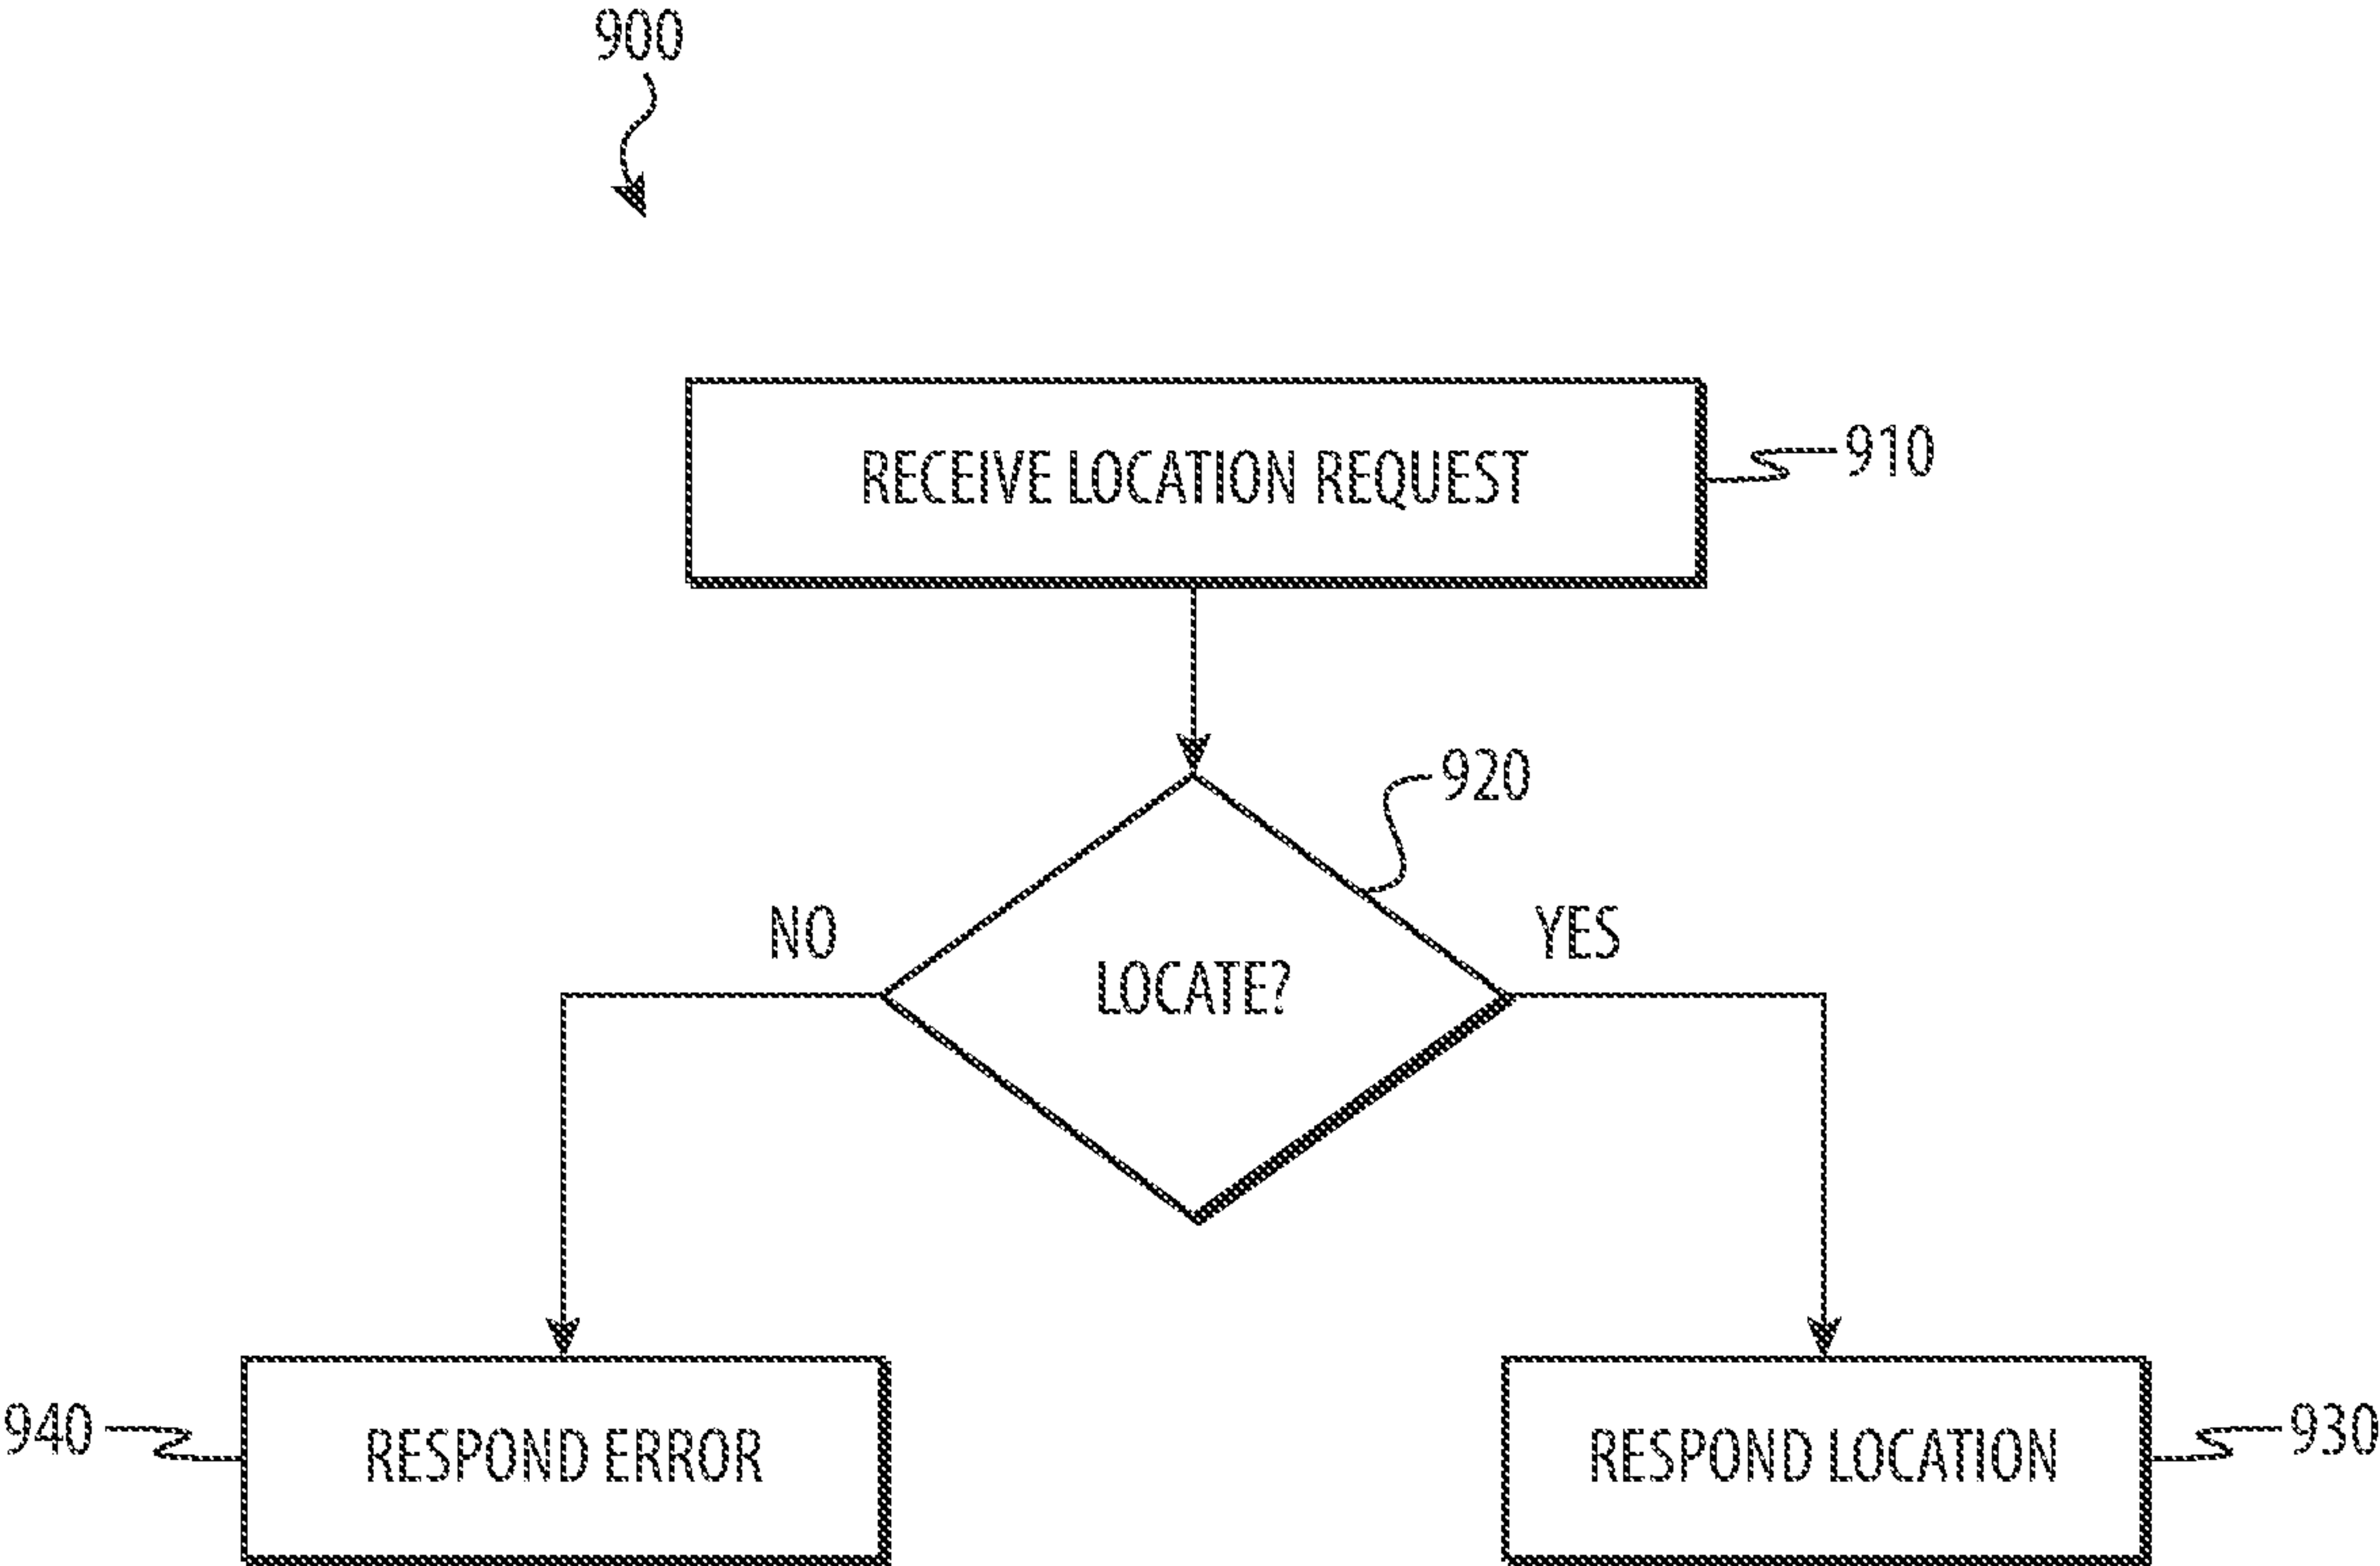 900
RECEIVE LOCATION REQUEST
910
920
NO
YES
LOCATE?
940
RESPOND ERROR
RESPOND LOCATION
930